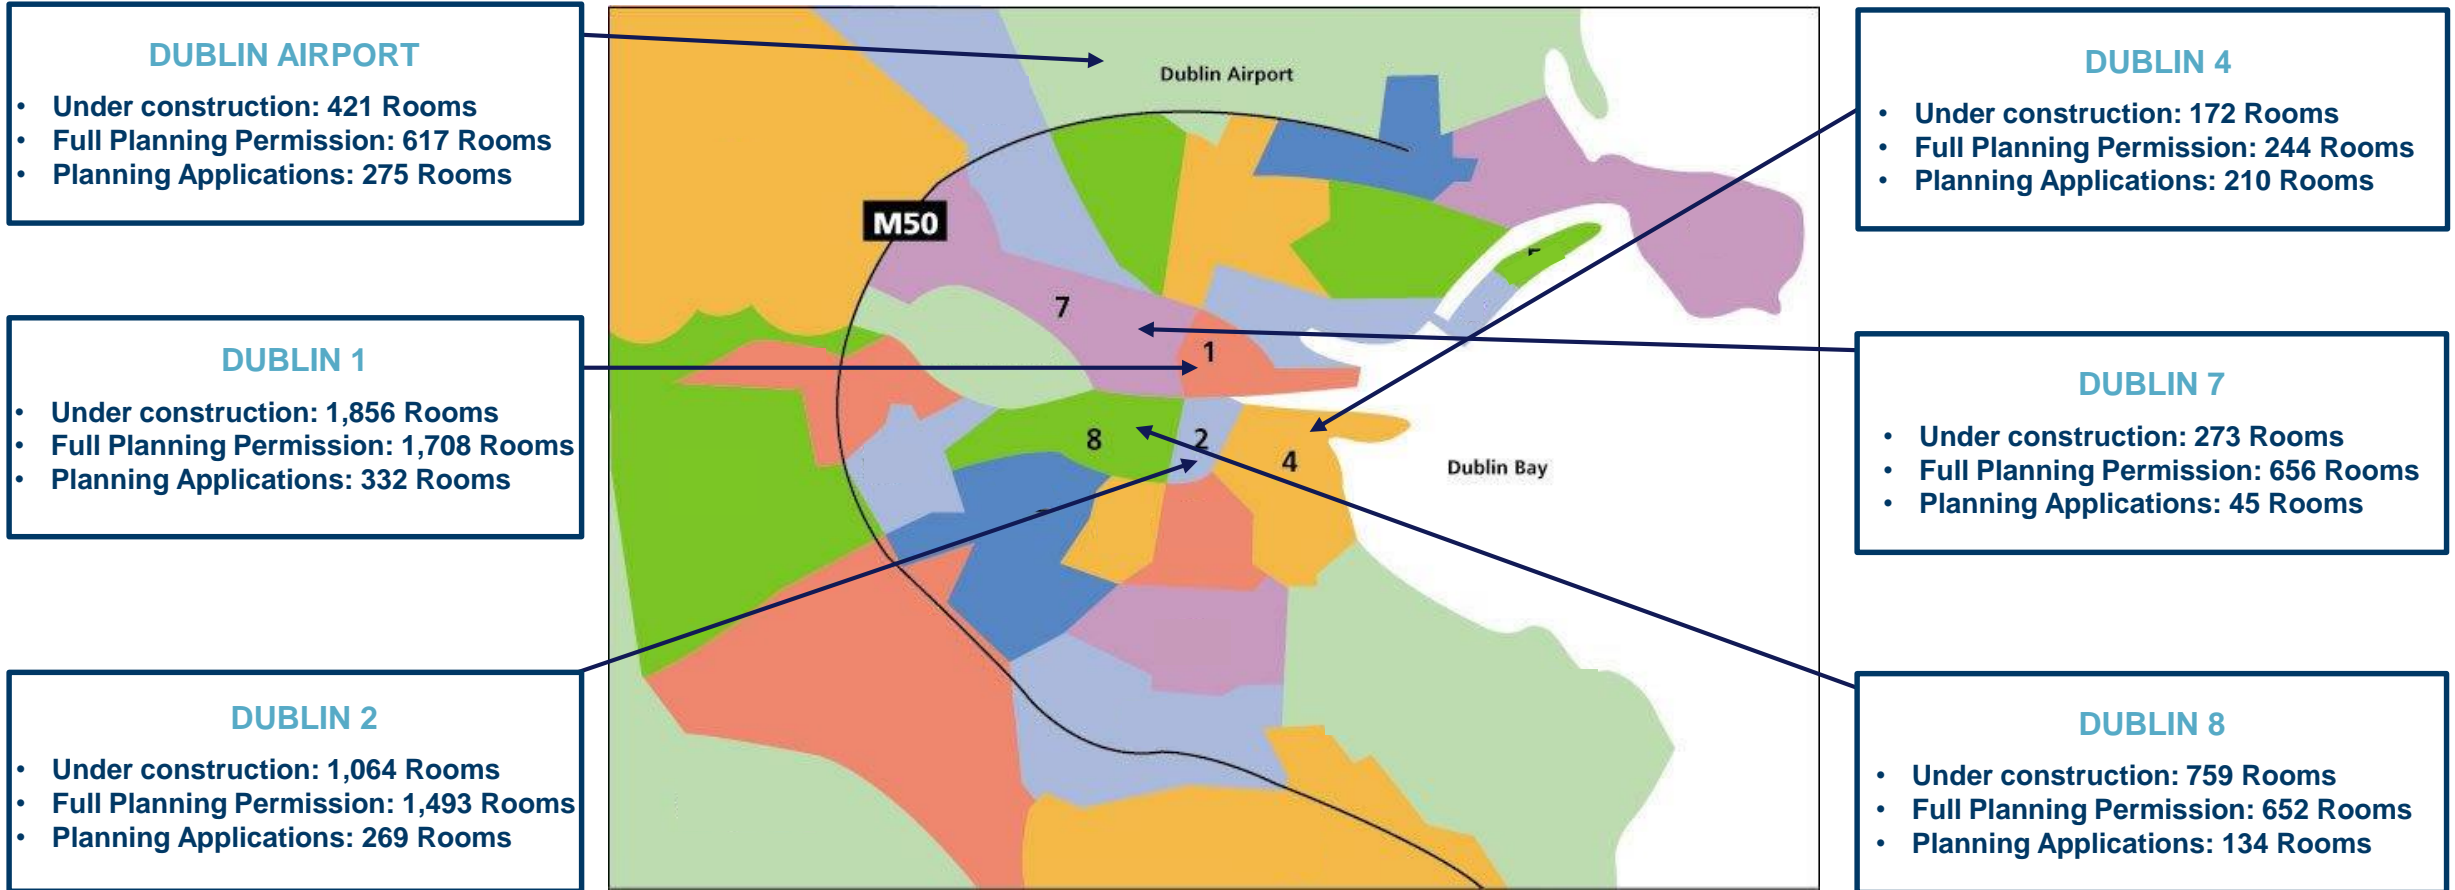 DUBLIN AIRPORT
• Under construction: 421 Rooms
• Full Planning Permission: 617 Rooms
• Planning Applications: 275 Rooms
DUBLIN 1
• Under construction: 1,856 Rooms
• Full Planning Permission: 1,708 Rooms
• Planning Applications: 332 Rooms
DUBLIN 2
• Under construction: 1,064 Rooms
• Full Planning Permission: 1,493 Rooms
• Planning Applications: 269 Rooms
Dublin Airport
M50
7
1
8
2
4
Dublin Bay
DUBLIN 4
• Under construction: 172 Rooms
• Full Planning Permission: 244 Rooms
• Planning Applications: 210 Rooms
DUBLIN 7
• Under construction: 273 Rooms
• Full Planning Permission: 656 Rooms
• Planning Applications: 45 Rooms
DUBLIN 8
• Under construction: 759 Rooms
• Full Planning Permission: 652 Rooms
• Planning Applications: 134 Rooms